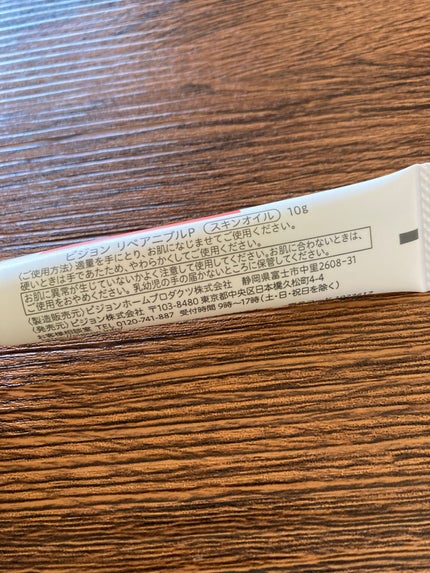 ピジョン リペアニプルP (スキンオイル) 10g
〈ご使用方法〉適量を手にとり、お肌になじませてご使用ください。
硬いときは手であたため、やわらかくしてご使用ください。
お肌に異常が生じていないかよく注意して使用してください。お肌に合わないときは、
使用をおやめください。乳幼児の手の届かないところに保管してください。
〈製造販売元〉ピジョンホームプロダクツ株式会社 静岡県富士市中里2608-31
〈発売元〉ピジョン株式会社 〒103-8480 東京都中央区日本橋久松町4-4
TEL 0120-741-887 受付時間 9時〜17時(土・日・祝日を除く)